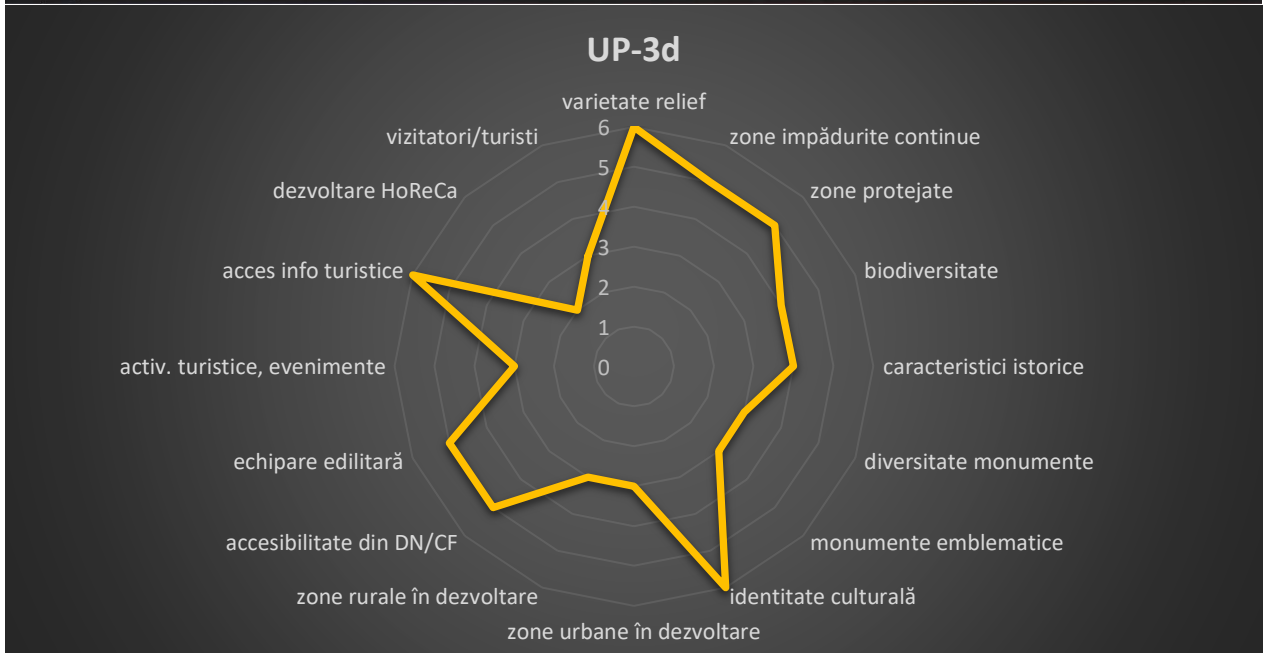 UP-3d
varietate relief
zone impădurite continue
zone protejate
biodiversitate
caracteristici istorice
diversitate monumente
monumente emblematice
identitate culturală
zone urbane în dezvoltare
zone rurale în dezvoltare
accesibilitate din DN/CF
echipare edilitară
activ. turistice, evenimente
acces info turistice
dezvoltare HoReCa
vizitatori/turisti
6
5
4
3
2
1
0